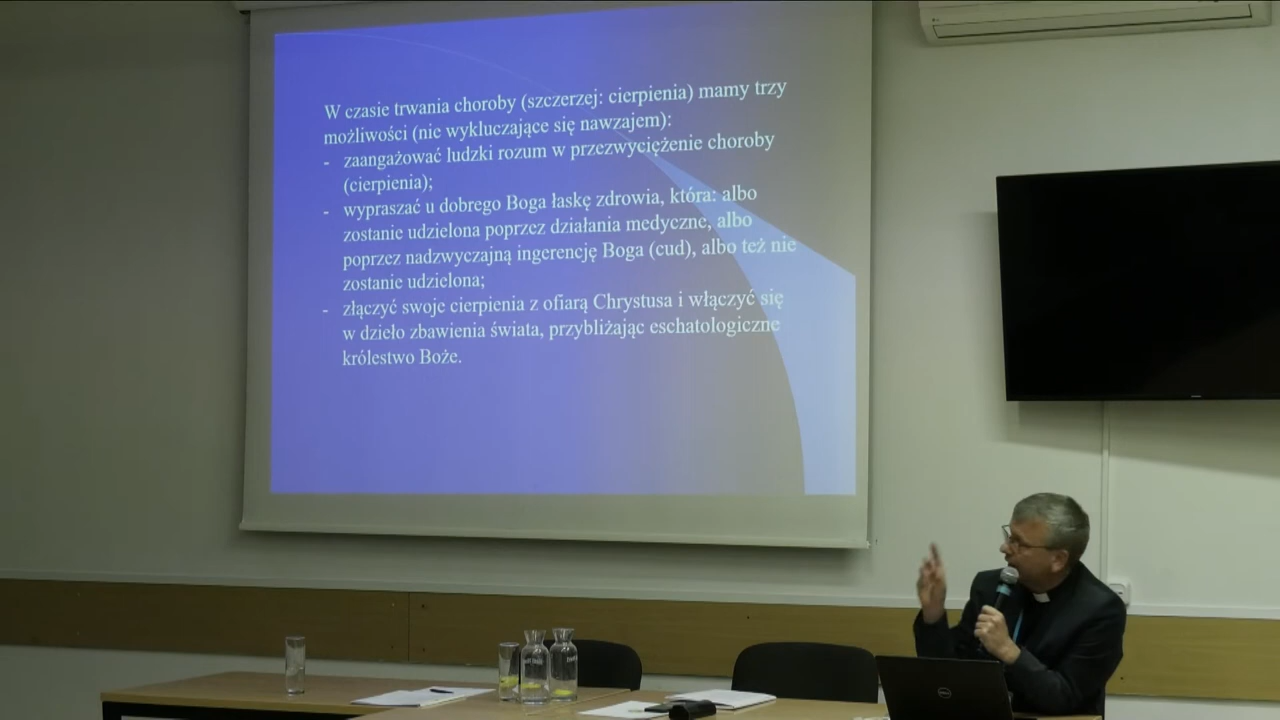 W czasie trwania choroby (szczerzej: cierpienia) mamy trzy
możliwości (nie wykluczające się nawzajem):
- zaangażować ludzki rozum w przezwyciężenie choroby
(cierpienia);
- wypraszać u dobrego Boga łaskę zdrowia, która: albo
zostanie udzielona poprzez działania medyczne, albo
poprzez nadzwyczajną ingerencję Boga (cud), albo też nie
zostanie udzielona;
- złączyć swoje cierpienia z ofiarą Chrystusa i włączyć się
w dzieło zbawienia świata, przybliżając eschatologiczne
królestwo Boże.
DELL